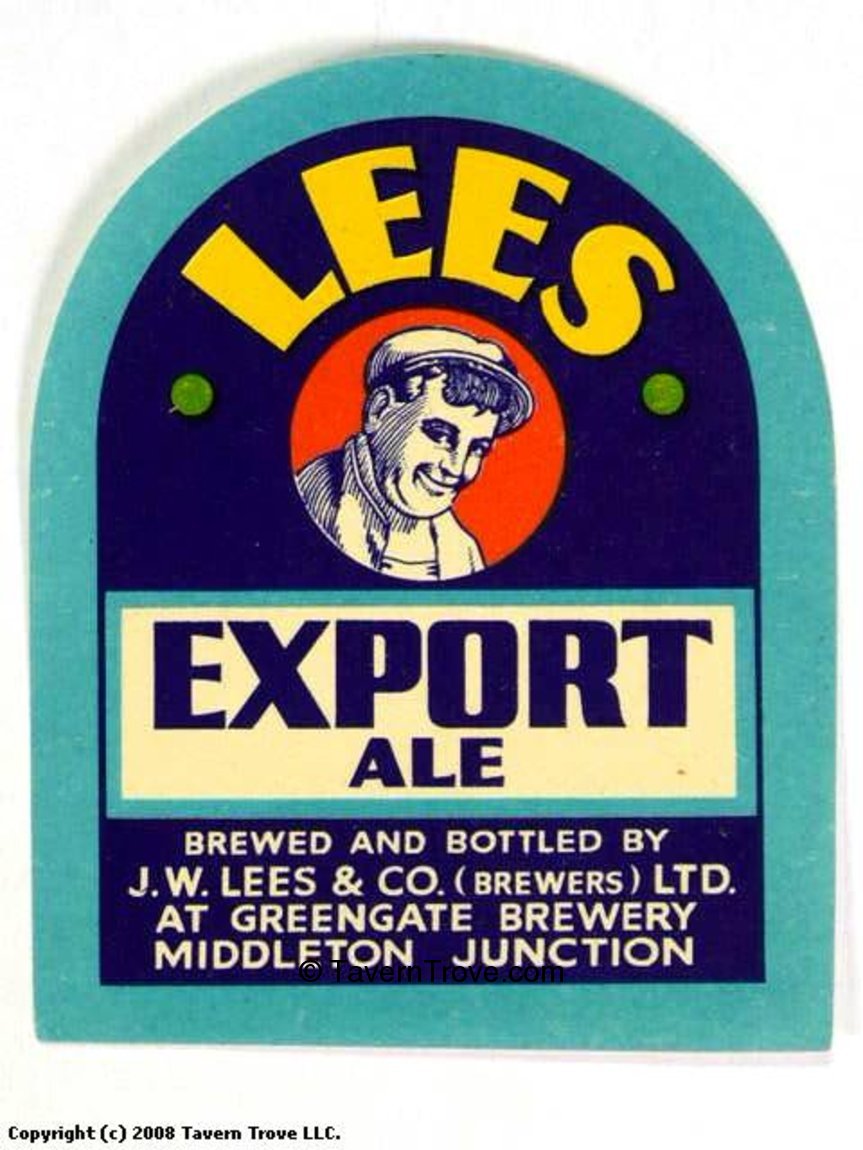 LEES
EXPORT
ALE
BREWED AND BOTTLED BY
J. W. LEES & CO. (BREWERS) LTD.
AT GREENGATE BREWERY
MIDDLETON JUNCTION
© TavernTrove.com
Copyright (c) 2008 Tavern Trove LLC.